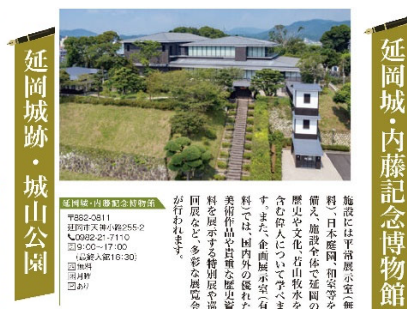 延岡城・内藤記念博物館
施設には平常展示室(無
料)、日本庭園、和室等を
備え、施設全体で延岡の
歴史や文化、若山牧水を
含む偉人について学べま
す。また、企画展示室(有
料)では、国内外の優れた
美術作品や貴重な歴史資
料を展示する特別展や巡
回展など、多彩な展覧会
が行われます。
延岡城・内藤記念博物館
〒882-0811
延岡市天神小路255-2
0982-21-7110
9:00〜17:00
(最終入館16:30)
無料
月曜
あり
延岡城跡・城山公園